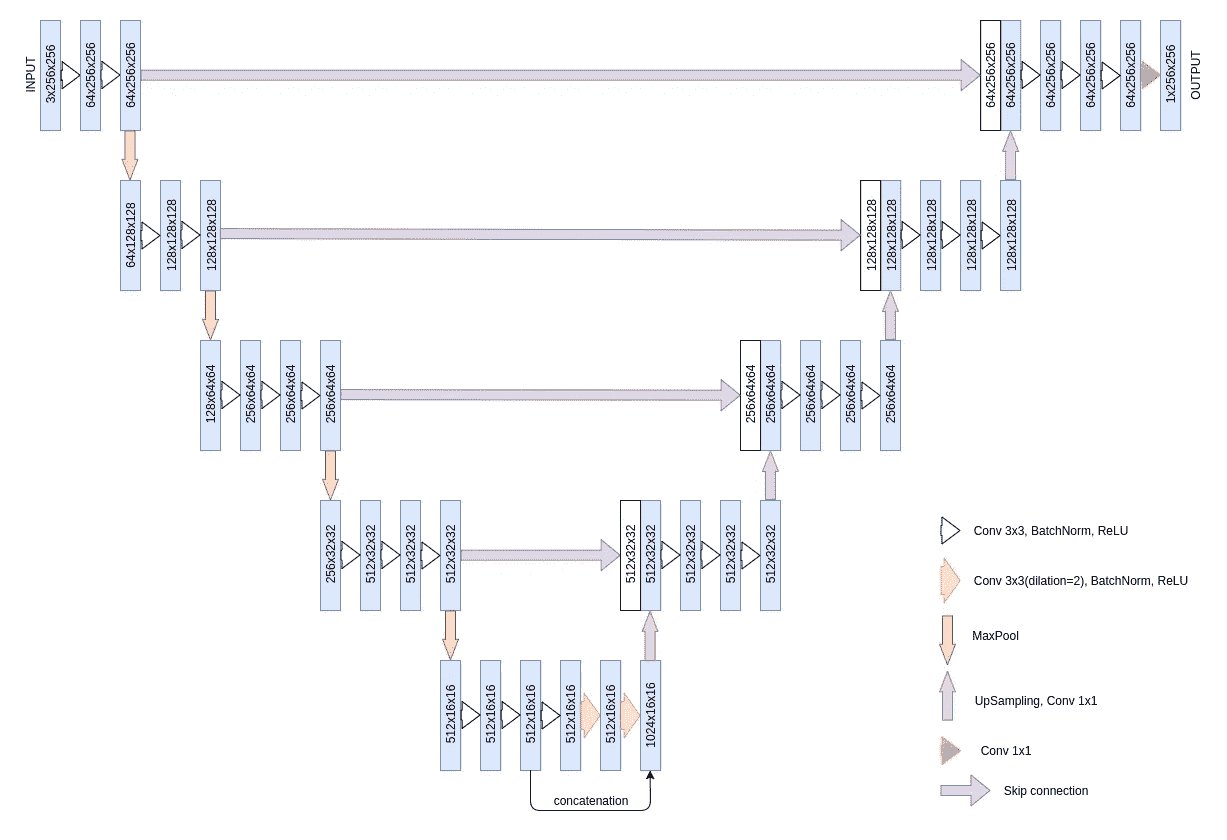 INPUT
3x256x256
64x256x256
64x256x256
64x256x256
64x256x256
64x256x256
64x256x256
64x256x256
1x256x256
OUTPUT
64x128x128
128x128x128
128x128x128
128x128x128
128x128x128
128x128x128
128x128x128
128x128x128
128x64x64
256x64x64
256x64x64
256x64x64
256x64x64
256x64x64
256x64x64
256x64x64
256x64x64
256x32x32
512x32x32
512x32x32
512x32x32
512x32x32
512x32x32
512x32x32
512x32x32
512x32x32
512x16x16
512x16x16
512x16x16
512x16x16
512x16x16
1024x16x16
concatenation
Conv 3x3, BatchNorm, ReLU
Conv 3x3(dilation=2), BatchNorm, ReLU
MaxPool
UpSampling, Conv 1x1
Conv 1x1
Skip connection